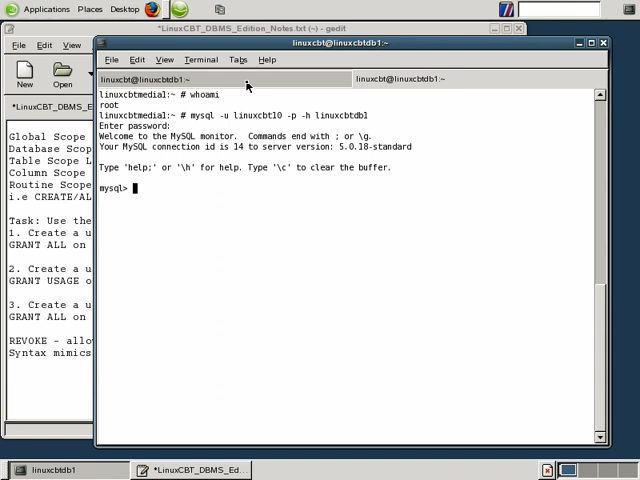 Applications Places Desktop
*LinuxCBT_DBMS_Edition_Notes.txt (~) - gedit
File Edit View
New Open
*LinuxCBT_DBMS_E
Global Scope
Database Scop
Table Scope L
Column Scope
Routine Scope
i.e CREATE/AL
Task: Use the
1. Create a u
GRANT ALL on
2. Create a u
GRANT USAGE o
3. Create a u
GRANT ALL on
REVOKE - allo
Syntax mimics
linuxcbt@linuxcbtdb1:~
File Edit View Terminal Tabs Help
linuxcbt@linuxcbtdb1:~ linuxcbt@linuxcbtdb1:~
linuxcbtmedia1:~ # whoami
root
linuxcbtmedia1:~ # mysql -u linuxcbt10 -p -h linuxcbtdb1
Enter password:
Welcome to the MySQL monitor.  Commands end with ; or \g.
Your MySQL connection id is 14 to server version: 5.0.18-standard
Type 'help;' or '\h' for help. Type '\c' to clear the buffer.
mysql>
linuxcbtdb1 *LinuxCBT_DBMS_Ed...